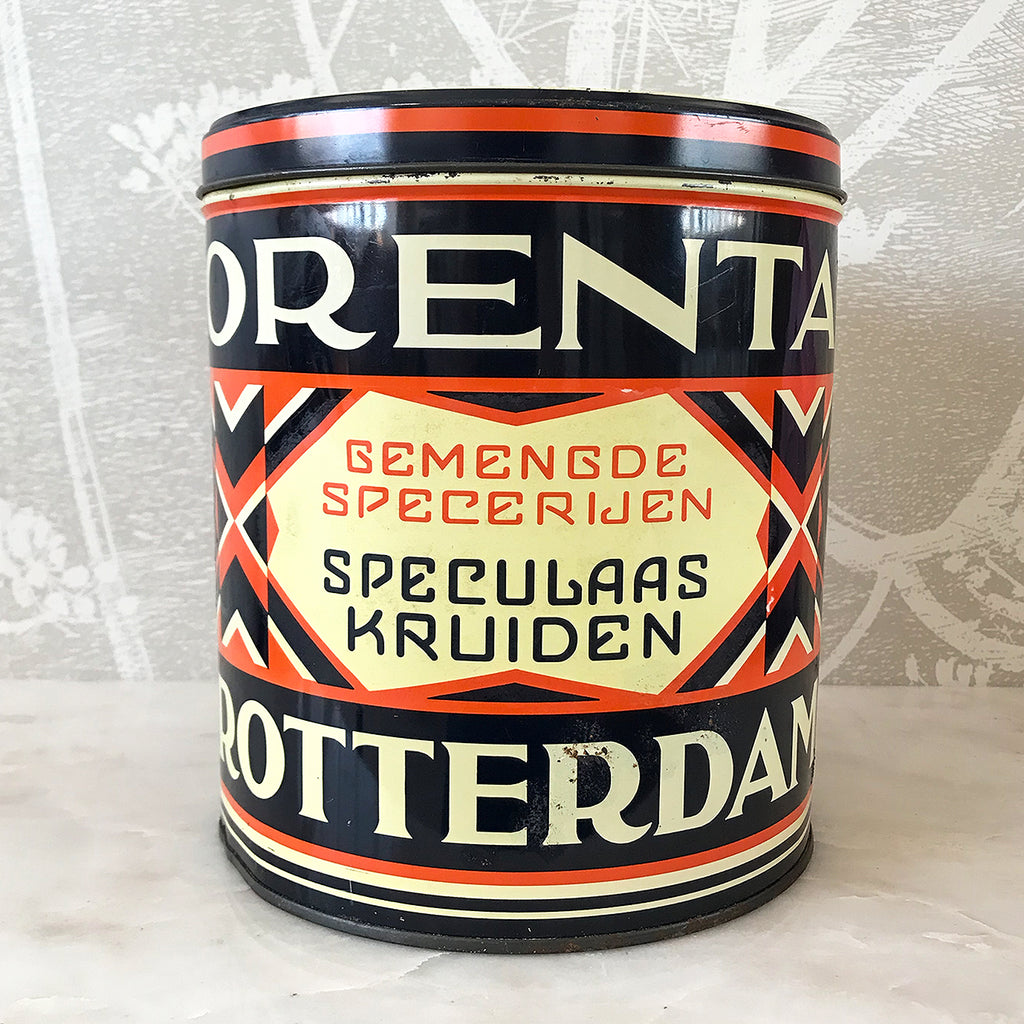 ORENTA
GEMENGDE
SPECERIJEN
SPECULAAS
KRUIDEN
ROTTERDAM